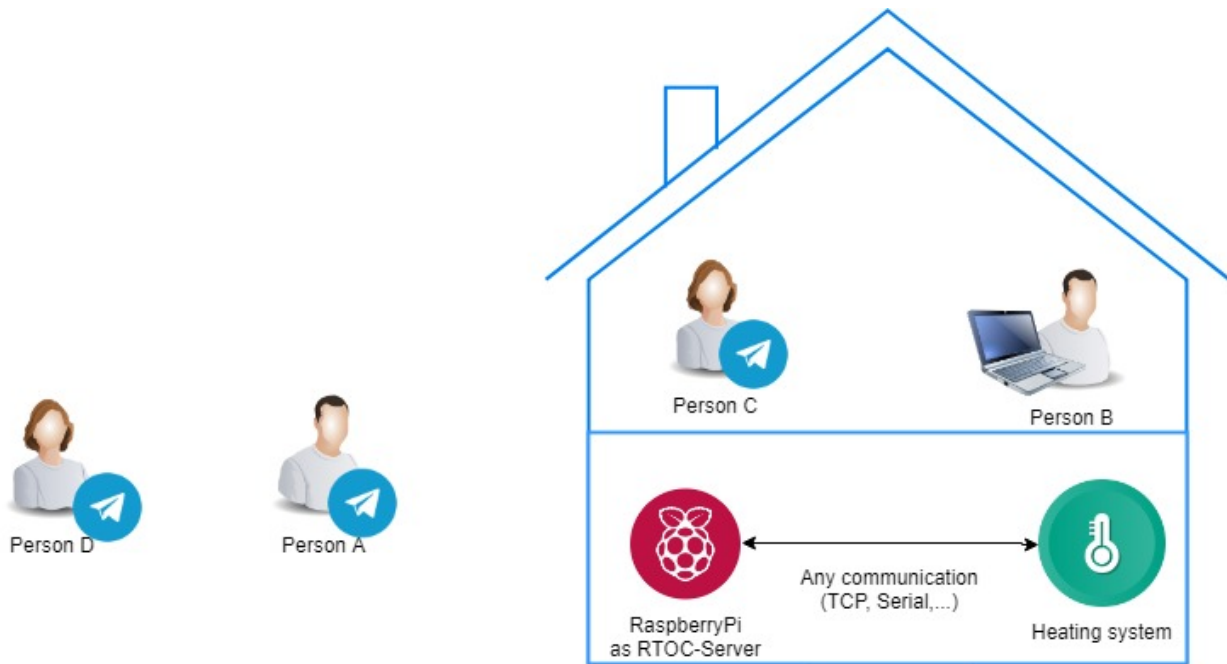 Person C
Person B
Person D
Person A
Any communication
(TCP, Serial,...)
RaspberryPi
as RTOC-Server
Heating system